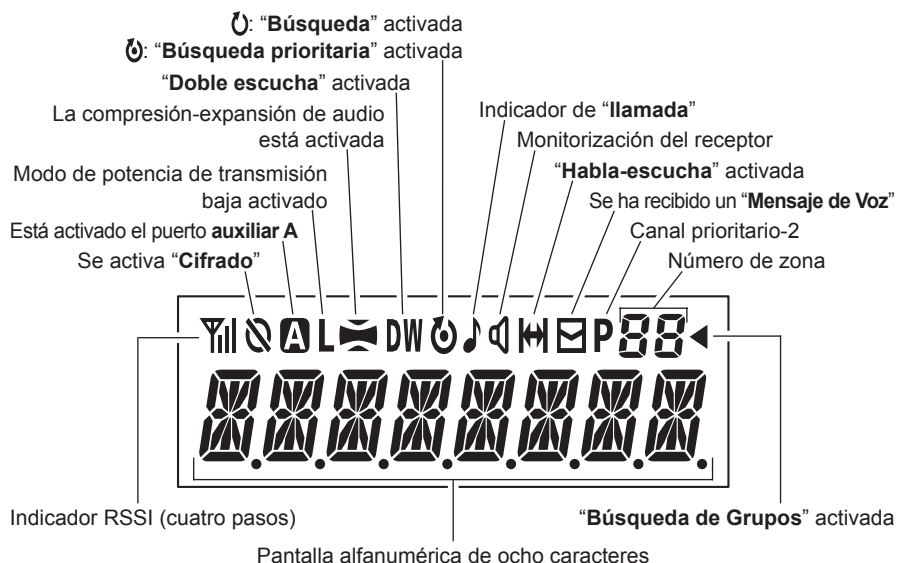 : “Búsqueda” activada
: “Búsqueda prioritaria” activada
“Doble escucha” activada
La compresión-expansión de audio
está activada
Modo de potencia de transmisión
baja activado
Está activado el puerto auxiliar A
Se activa “Cifrado”
Indicador de “llamada”
Monitorización del receptor
“Habla-escucha” activada
Se ha recibido un “Mensaje de Voz”
Canal prioritario-2
Número de zona
A L DW P 88
Indicador RSSI (cuatro pasos)
“Búsqueda de Grupos” activada
Pantalla alfanumérica de ocho caracteres